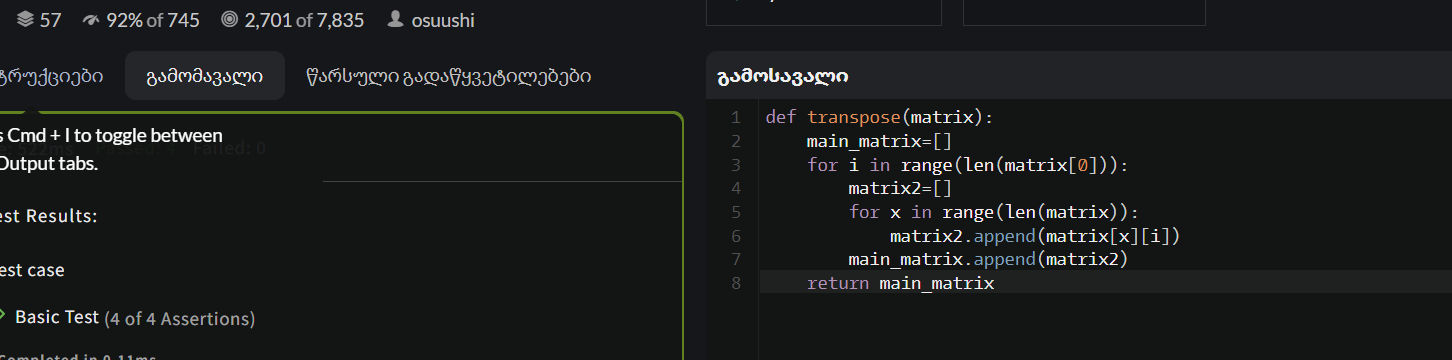 57 92% of 745 2,701 of 7,835 osuushi
ტრუქციები გამომავალი წარსული გადაწყვეტილებები
s Cmd + I to toggle between
Output tabs.
Failed: 0
est Results:
est case
Basic Test (4 of 4 Assertions)
Completed in 0.11ms
გამოსავალი
1 def transpose(matrix):
2 main_matrix=[]
3 for i in range(len(matrix[0])):
4 matrix2=[]
5 for x in range(len(matrix)):
6 matrix2.append(matrix[x][i])
7 main_matrix.append(matrix2)
8 return main_matrix